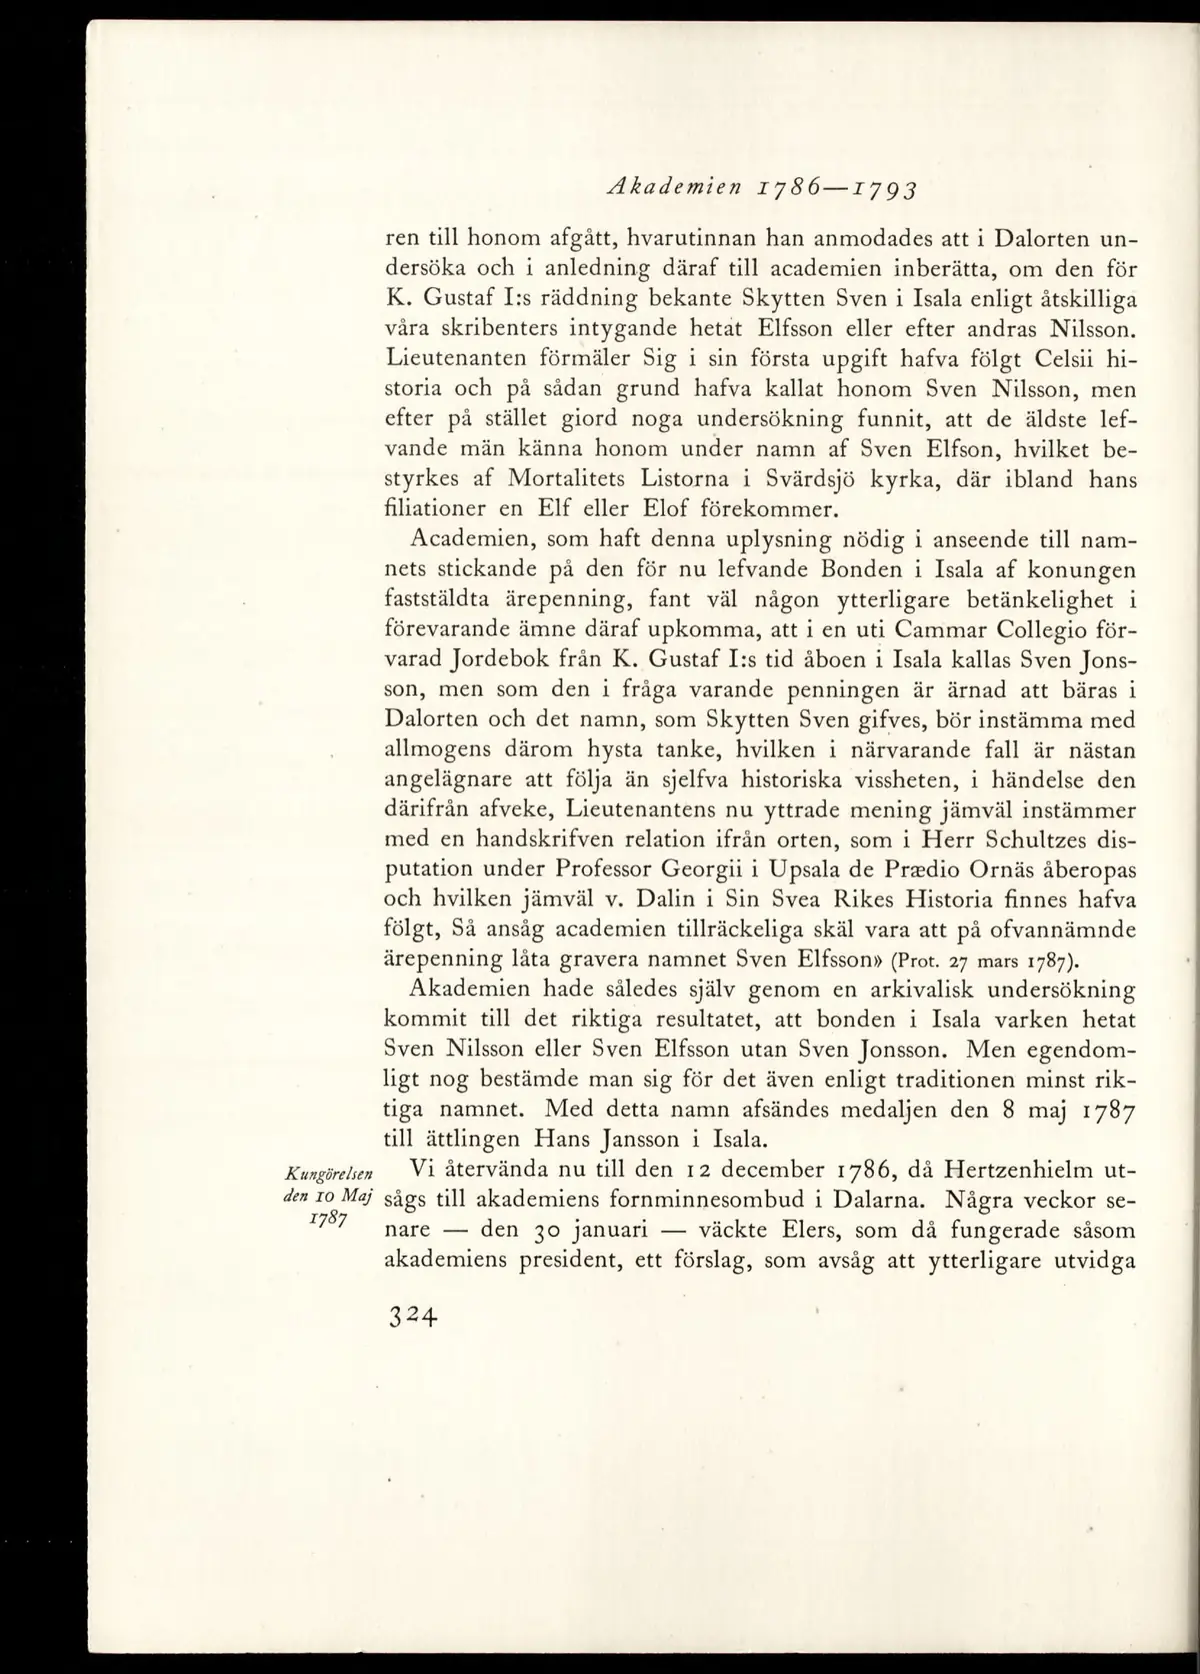 Akademien 1786—1793
ren till honom afgått, hvarutinnan han anmodades att i Dalorten un-
dersöka och i anledning däraf till academien inberätta, om den för
K. Gustaf I:s räddning bekante Skytten Sven i Isala enligt åtskilliga
våra skribenters intygande hetat Elfsson eller efter andras Nilsson.
Lieutenanten förmäler Sig i sin första upgift hafva fölgt Celsii hi-
storia och på sådan grund hafva kallat honom Sven Nilsson, men
efter på stället giord noga undersökning funnit, att de äldste lef-
vande män känna honom under namn af Sven Elfson, hvilket be-
styrkes af Mortalitets Listorna i Svärdsjö kyrka, där ibland hans
filiationer en Elf eller Elof förekommer.
Academien, som haft denna uplysning nödig i anseende till nam-
nets stickande på den för nu lefvande Bonden i Isala af konungen
faststäldta ärepenning, fant väl någon ytterligare betänkelighet i
förevarande ämne däraf upkomma, att i en uti Cammar Collegio för-
varad Jordebok från K. Gustaf I:s tid åboen i Isala kallas Sven Jons-
son, men som den i fråga varande penningen är ärnad att bäras i
Dalorten och det namn, som Skytten Sven gifves, bör instämma med
allmogens därom hysta tanke, hvilken i närvarande fall är nästan
angelägnare att följa än sjelfva historiska vissheten, i händelse den
därifrån afveke, Lieutenantens nu yttrade mening jämväl instämmer
med en handskrifven relation ifrån orten, som i Herr Schultzes dis-
putation under Professor Georgii i Upsala de Prædio Ornäs åberopas
och hvilken jämväl v. Dalin i Sin Svea Rikes Historia finnes hafva
fölgt, Så ansåg academien tillräckeliga skäl vara att på ofvannämnde
ärepenning låta gravera namnet Sven Elfsson» (Prot. 27 mars 1787).
Akademien hade således själv genom en arkivalisk undersökning
kommit till det riktiga resultatet, att bonden i Isala varken hetat
Sven Nilsson eller Sven Elfsson utan Sven Jonsson. Men egendom-
ligt nog bestämde man sig för det även enligt traditionen minst rik-
tiga namnet. Med detta namn afsändes medaljen den 8 maj 1787
till ättlingen Hans Jansson i Isala.
Kungörelsen
den 10 Maj
1787
Vi återvända nu till den 12 december 1786, då Hertzenhielm ut-
sågs till akademiens fornminnesombud i Dalarna. Några veckor se-
nare — den 30 januari — väckte Elers, som då fungerade såsom
akademiens president, ett förslag, som avsåg att ytterligare utvidga
324